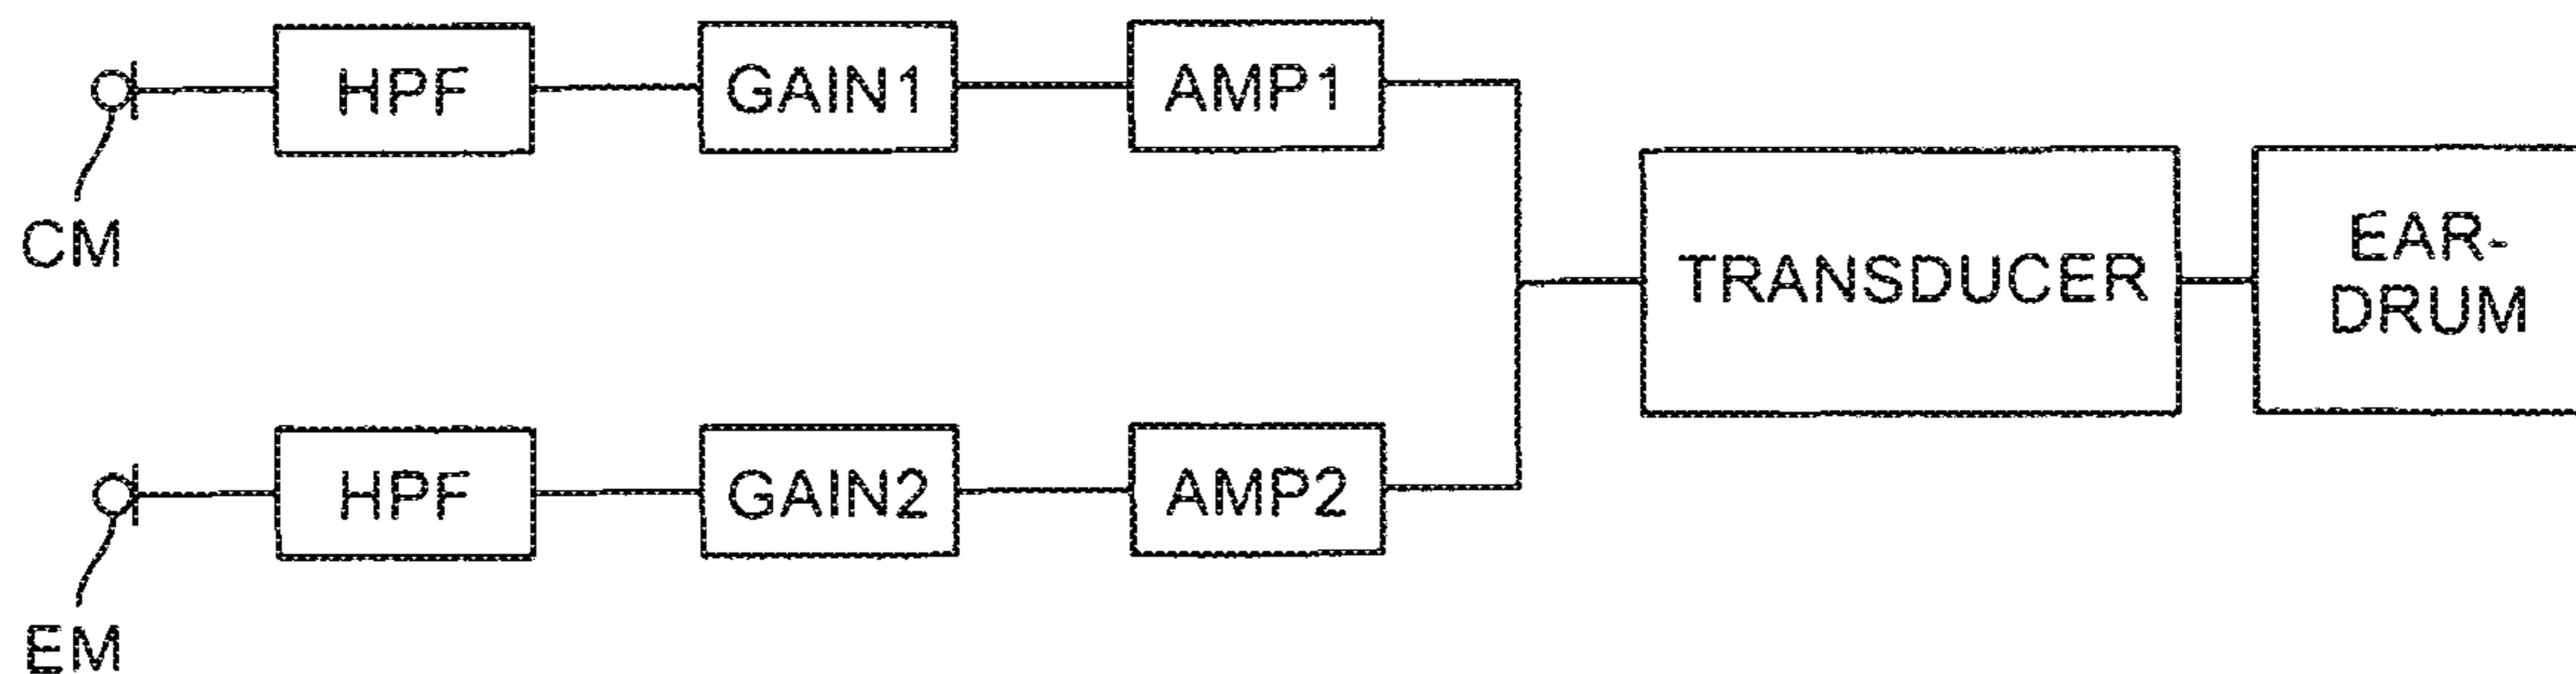 HPF
GAIN1
AMP1
CM
TRANSDUCER
EAR-
DRUM
HPF
GAIN2
AMP2
EM